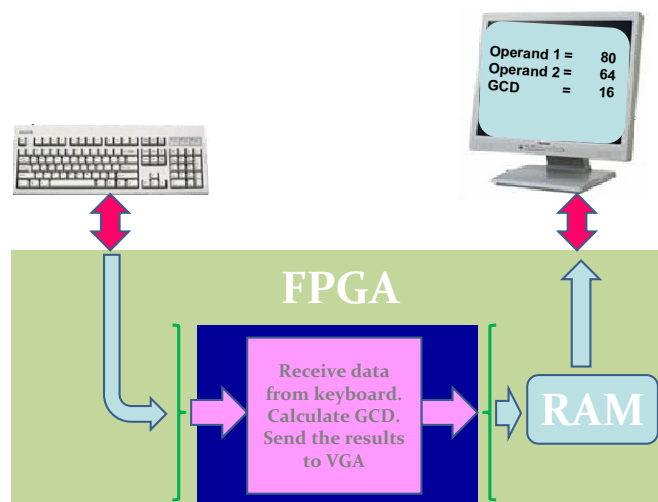 Operand 1 = 80
Operand 2 = 64
GCD = 16
FPGA
Receive data
from keyboard.
Calculate GCD.
Send the results
to VGA
RAM